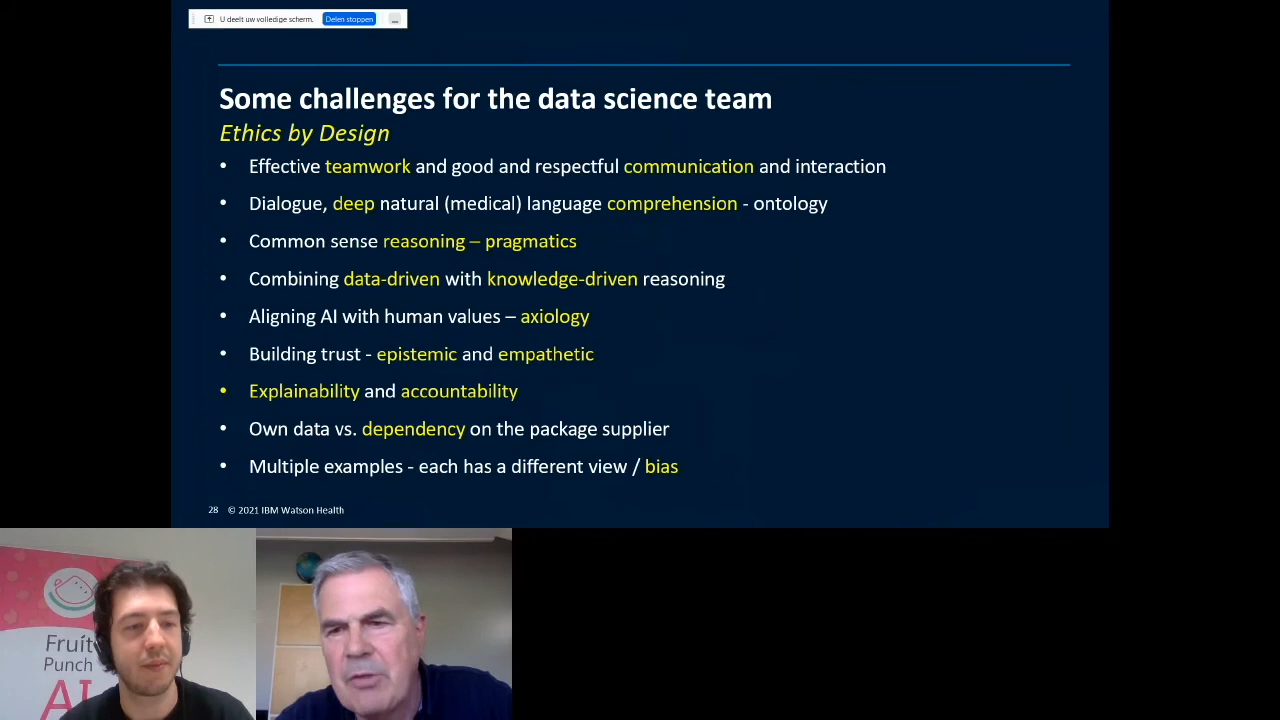 U deelt uw volledige scherm. Delen stoppen
Some challenges for the data science team
Ethics by Design
• Effective teamwork and good and respectful communication and interaction
• Dialogue, deep natural (medical) language comprehension - ontology
• Common sense reasoning – pragmatics
• Combining data-driven with knowledge-driven reasoning
• Aligning AI with human values – axiology
• Building trust - epistemic and empathetic
• Explainability and accountability
• Own data vs. dependency on the package supplier
• Multiple examples - each has a different view / bias
28 © 2021 IBM Watson Health
Fruit
Punch
AI